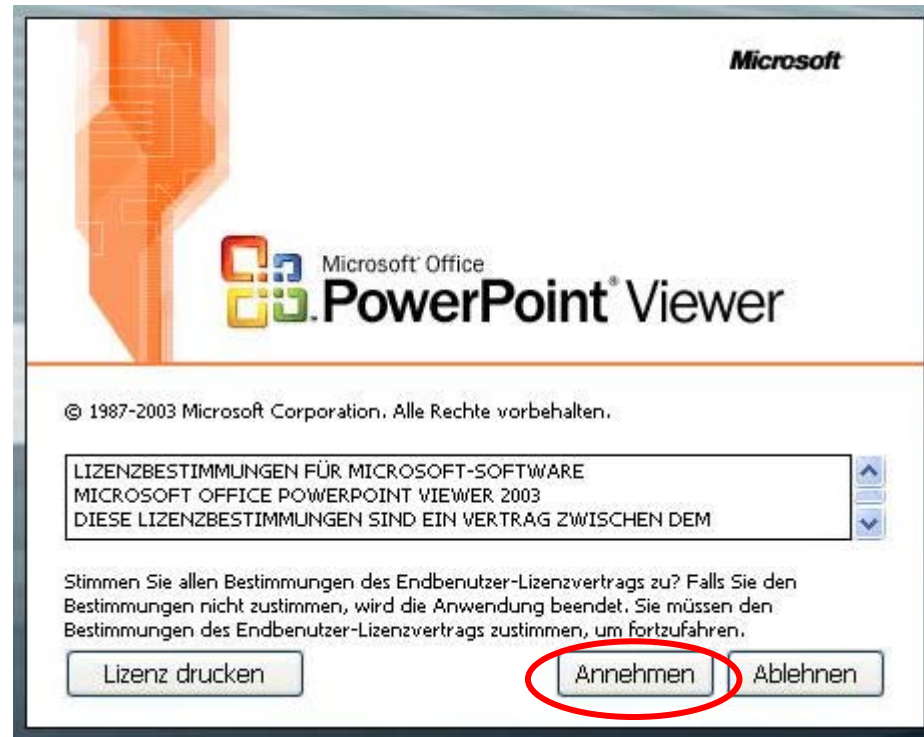 Microsoft
Microsoft Office
PowerPoint® Viewer
© 1987-2003 Microsoft Corporation. Alle Rechte vorbehalten.
LIZENZBESTIMMUNGEN FÜR MICROSOFT-SOFTWARE
MICROSOFT OFFICE POWERPOINT VIEWER 2003
DIESE LIZENZBESTIMMUNGEN SIND EIN VERTRAG ZWISCHEN DEM
Stimmen Sie allen Bestimmungen des Endbenutzer-Lizenzvertrags zu? Falls Sie den
Bestimmungen nicht zustimmen, wird die Anwendung beendet. Sie müssen den
Bestimmungen des Endbenutzer-Lizenzvertrags zustimmen, um fortzufahren.
Lizenz drucken Annehmen Ablehnen